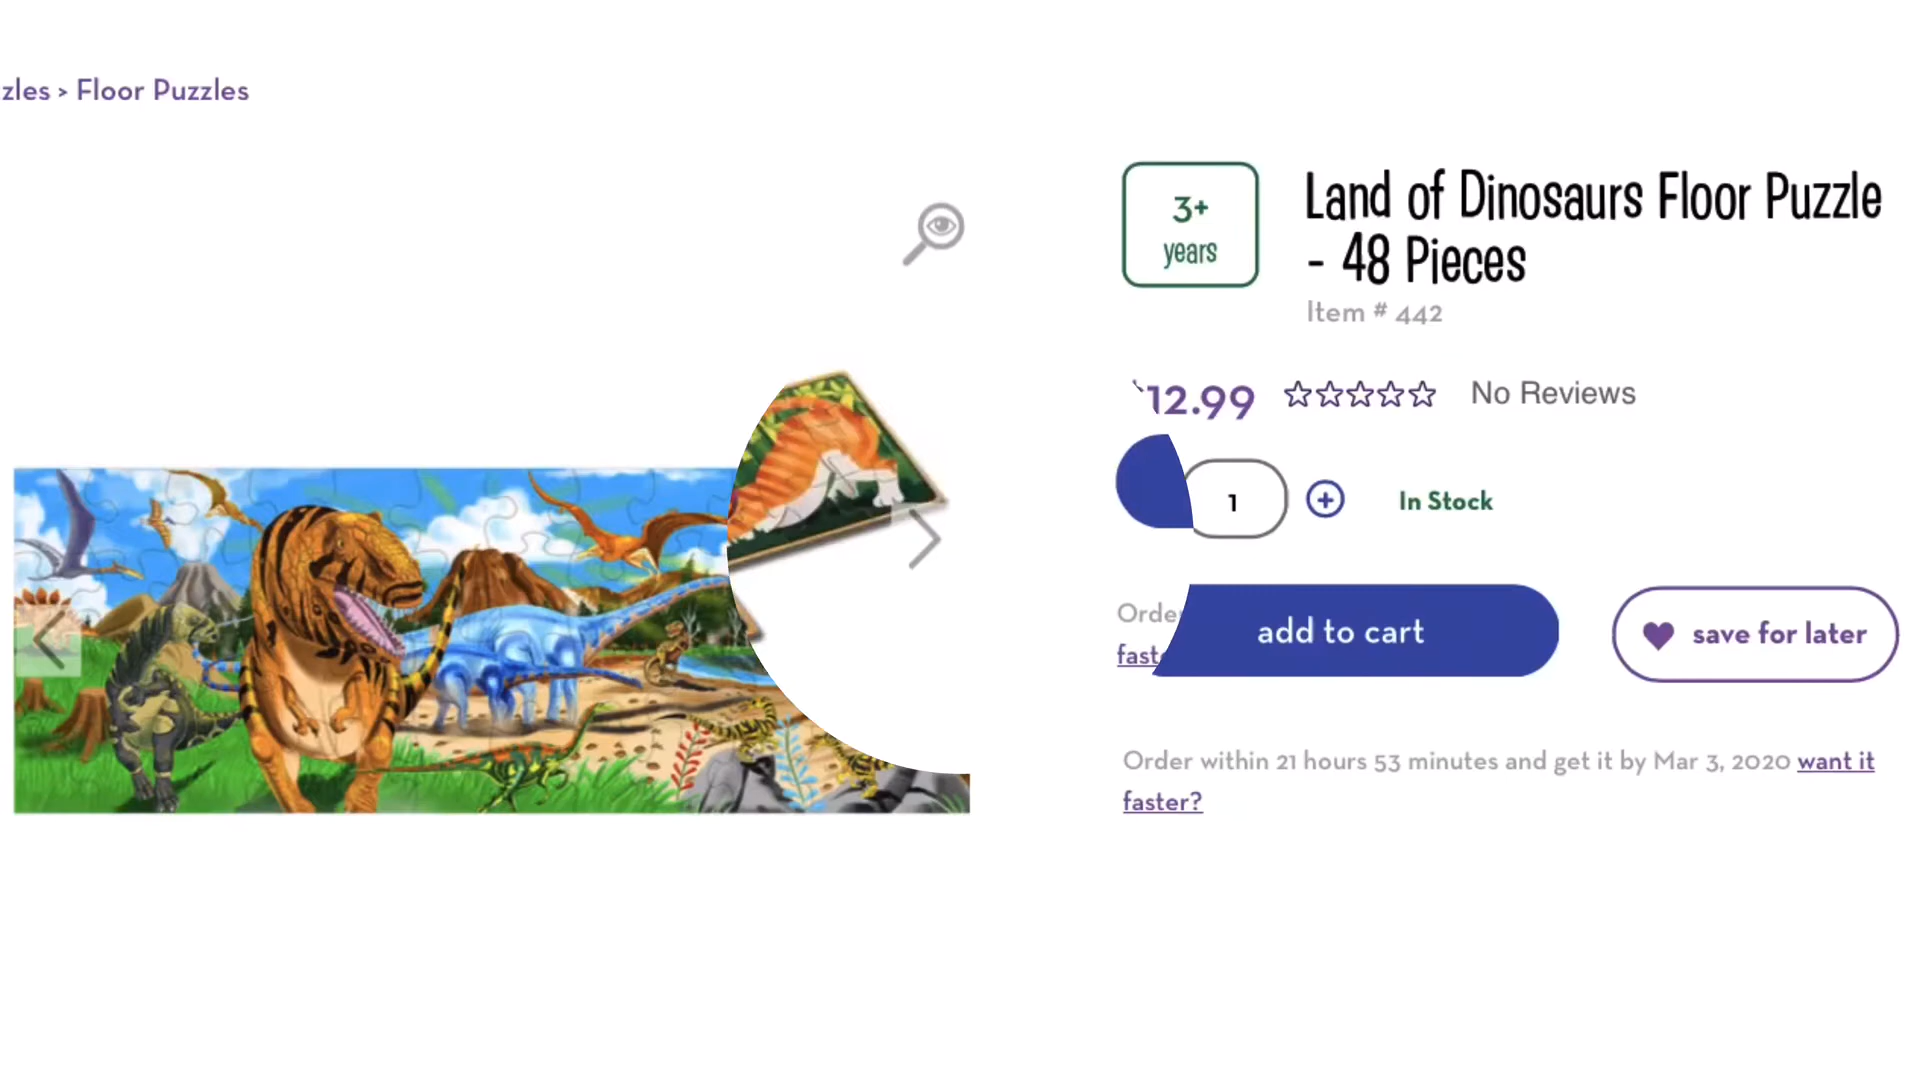 > Floor Puzzles
3+
years
Land of Dinosaurs Floor Puzzle
- 48 Pieces
Item # 442
12.99
No Reviews
1
In Stock
add to cart
save for later
Order within 21 hours 53 minutes and get it by Mar 3, 2020 want it
faster?